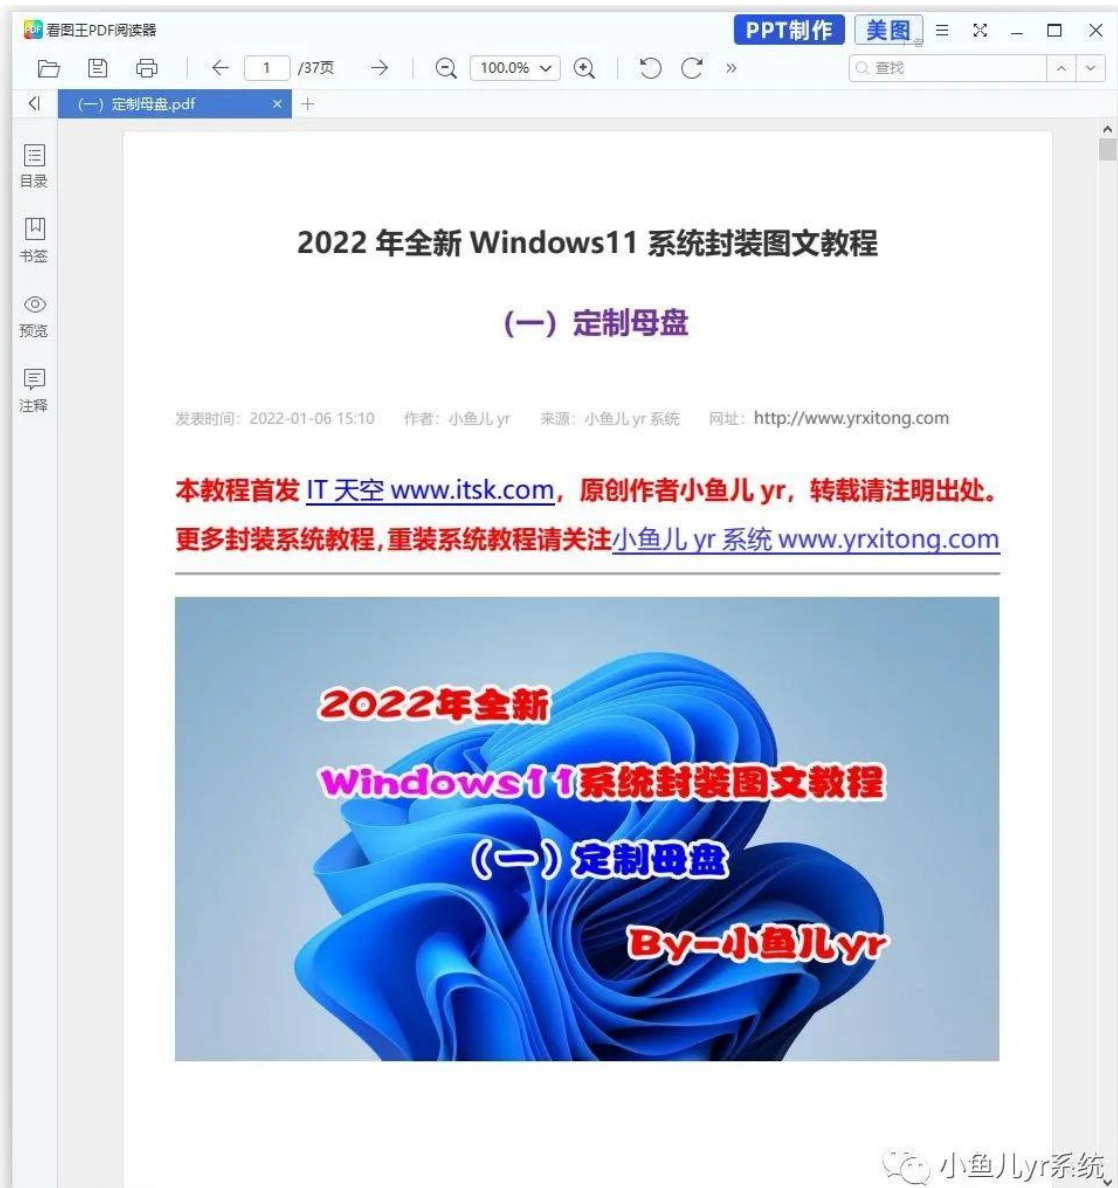 看图王PDF阅读器
PPT制作
美图
1 /37页
100.0%
查找
（一）定制母盘.pdf
目录
书签
预览
注释
2022 年全新 Windows11 系统封装图文教程
（一）定制母盘
发表时间：2022-01-06 15:10 作者：小鱼儿 yr 来源：小鱼儿 yr 系统 网址：http://www.yrxitong.com
本教程首发 IT 天空 www.itsk.com，原创作者小鱼儿 yr，转载请注明出处。
更多封装系统教程,重装系统教程请关注小鱼儿 yr 系统 www.yrxitong.com
2022年全新
Windows11系统封装图文教程
（一）定制母盘
By-小鱼儿yr
小鱼儿yr系统